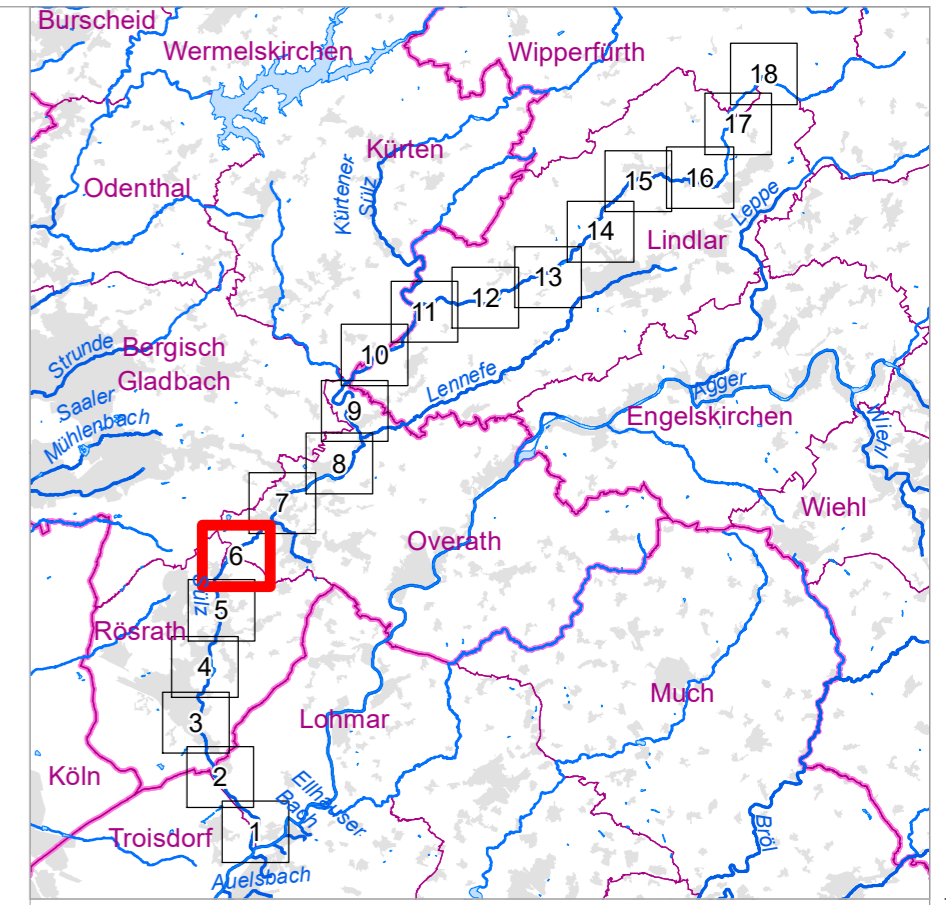 Burscheid
Wermelskirchen
Wipperfürth
18
17
Kürten
Odenthal
Kürtener
Sülz
15
16
Leppe
14
Lindlar
13
12
11
Strunde
Bergisch
Gladbach
10
Lennefe
Agger
Saaler
Mühlenbach
9
Engelskirchen
Wiehl
8
7
Wiehl
6
Overath
Sülz
5
Rösrath
4
Much
3
Lohmar
Köln
2
Ellhauser
Bach
1
Troisdorf
Bröl
Auelsbach